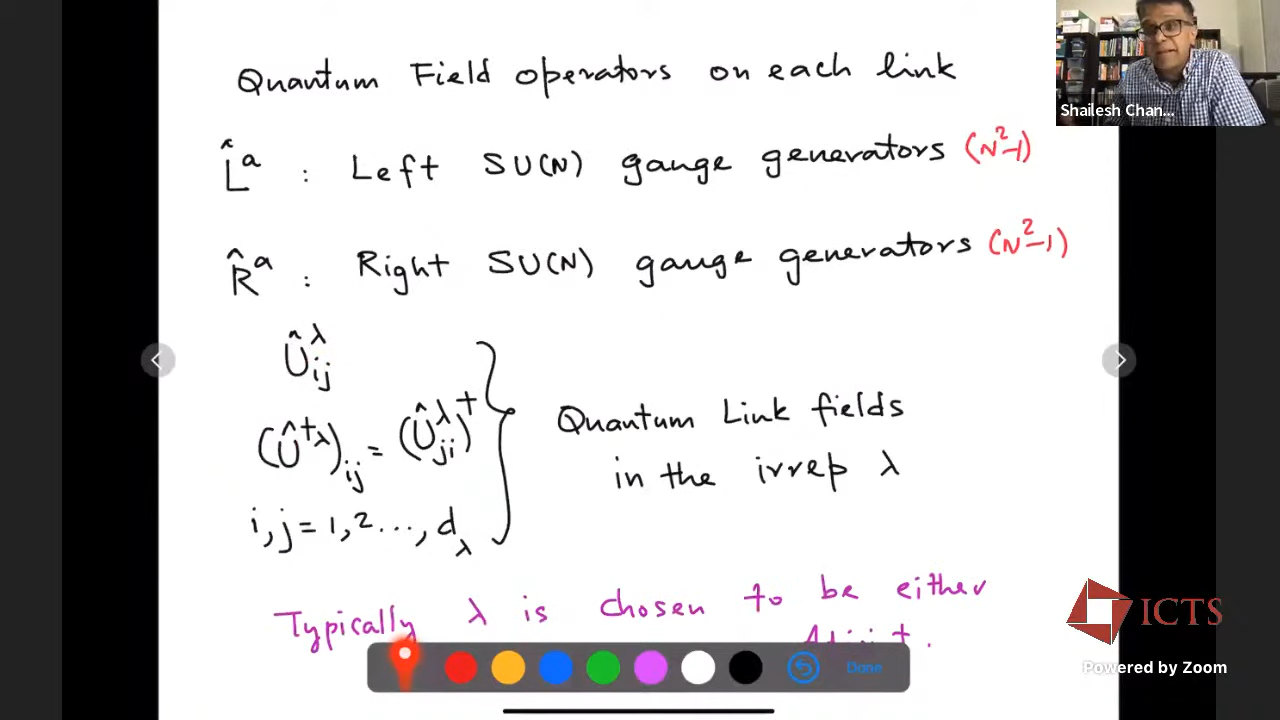 Quantum Field operators on each link
L̂ᵃ : Left SU(N) gauge generators (N²-1)
R̂ᵃ : Right SU(N) gauge generators (N²-1)
Û^λ_ij
(Û^†λ)_ij = (Û^λ_ji)^†
i, j = 1, 2 ..., d_λ
Quantum Link fields
in the irrep λ
Typically λ is chosen to be either
Shailesh Chan...
Done
ICTS
Powered by Zoom